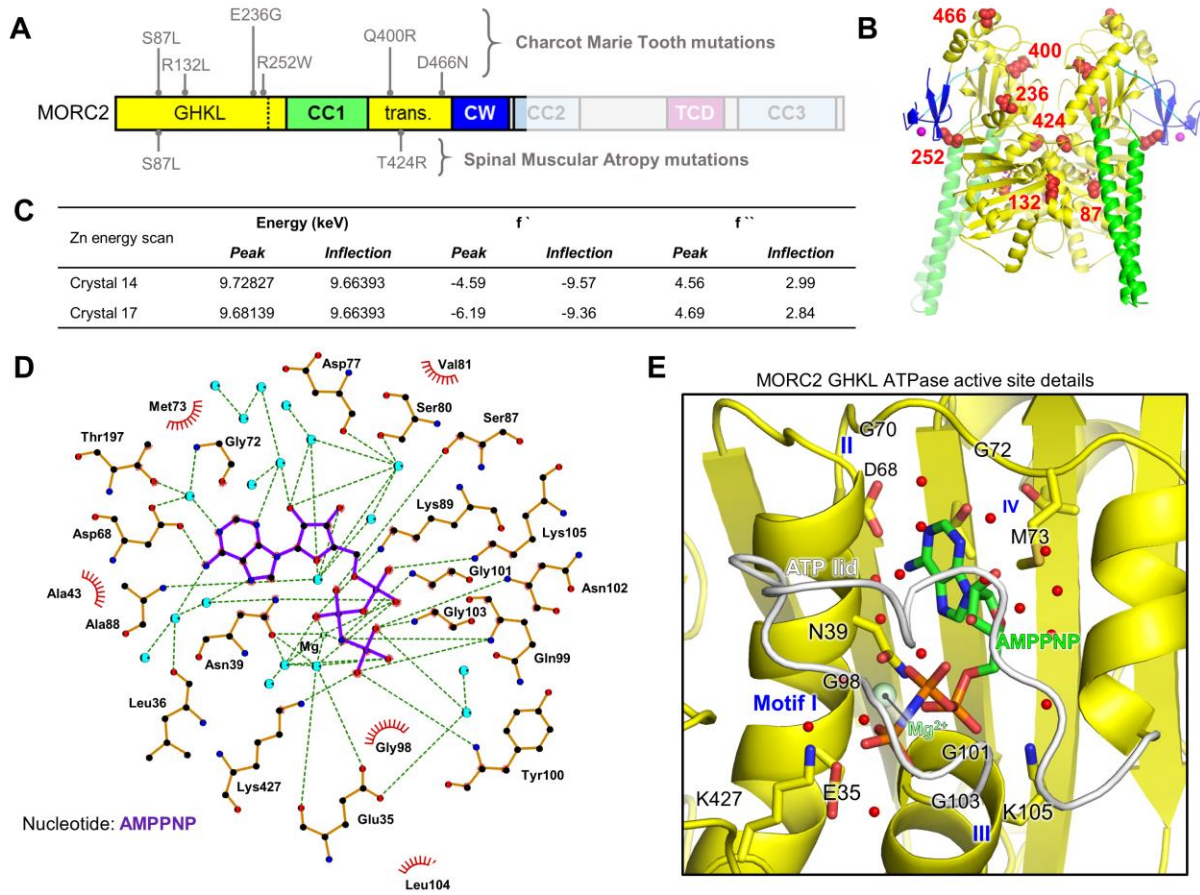 A
E236G
S87L
Q400R
R132L
R252W
D466N
Charcot Marie Tooth mutations
MORC2
GHKL
CC1
trans.
CW
CC2
TCD
CC3
S87L
T424R
Spinal Muscular Atropy mutations
B
466
400
236
424
252
132
87
C
Zn energy scan
Energy (keV)
f `
f ``
Peak
Inflection
Peak
Inflection
Peak
Inflection
Crystal 14
9.72827
9.66393
-4.59
-9.57
4.56
2.99
Crystal 17
9.68139
9.66393
-6.19
-9.36
4.69
2.84
D
Asp77
Val81
Met73
Ser80
Ser87
Thr197
Gly72
Lys89
Lys105
Asp68
Gly101
Asn102
Ala43
Gly103
Ala88
Asn39
Mg
Gln99
Leu36
Gly98
Tyr100
Lys427
Glu35
Nucleotide: AMPPNP
Leu104
E
MORC2 GHKL ATPase active site details
G70
G72
II
D68
IV
M73
ATP lid
N39
AMPPNP
G98
Motif I
Mg2+
G101
K427
E35
G103
K105
III